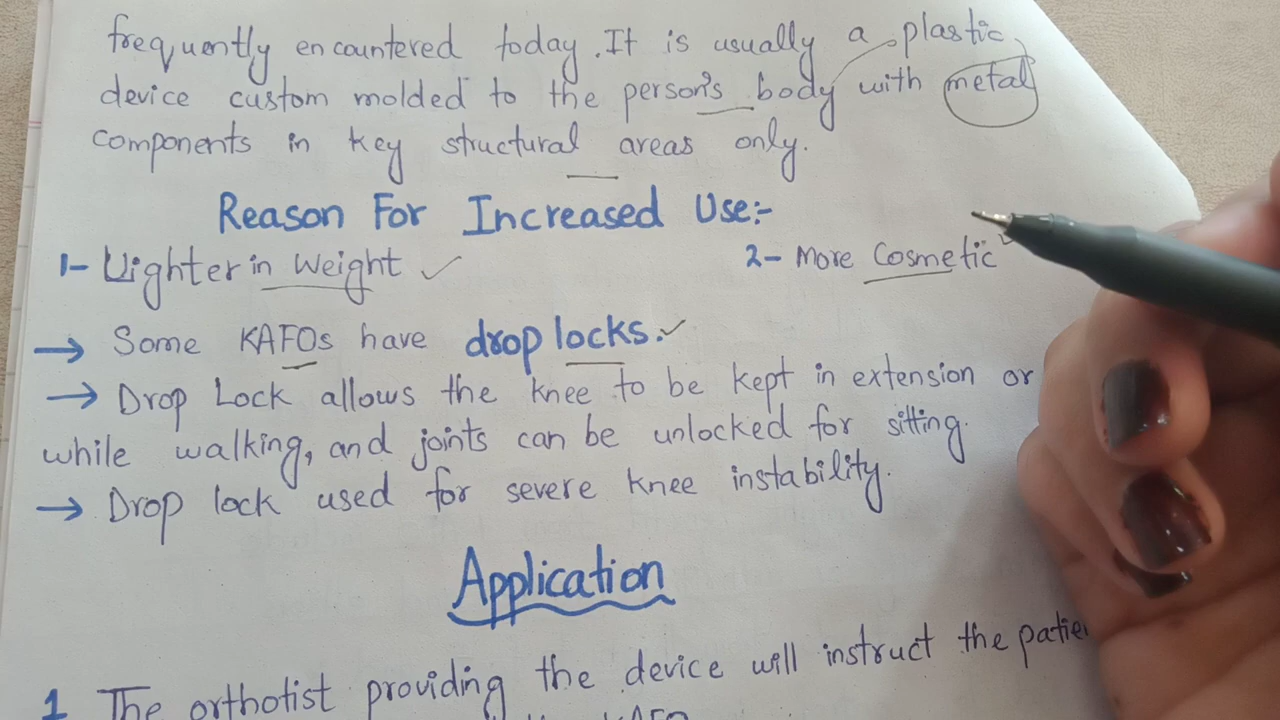 frequently encountered today. It is usually a plastic
device custom molded to the person's body with metal
components in key structural areas only.
Reason For Increased Use:-
1- Lighter in weight 2- More Cosmetic
→ Some KAFOs have drop locks.
→ Drop Lock allows the knee to be kept in extension or
while walking, and joints can be unlocked for sitting.
→ Drop lock used for severe knee instability.
Application
1 The orthotist providing the device will instruct the
KAFO